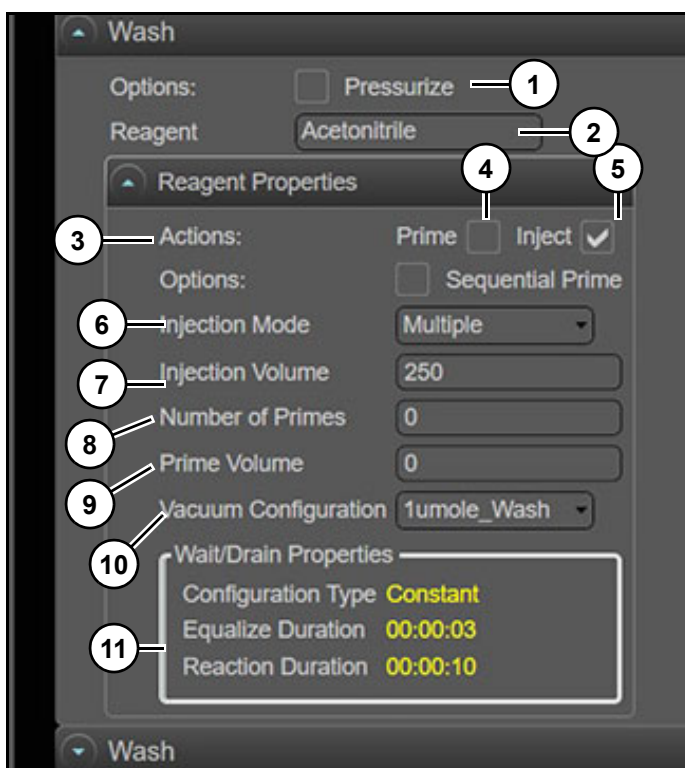 Wash
Options: Pressurize 1
Reagent Acetonitrile 2
4 5
Reagent Properties
3 Actions: Prime Inject
Options: Sequential Prime
6 Injection Mode Multiple
7 Injection Volume 250
8 Number of Primes 0
9 Prime Volume 0
10 Vacuum Configuration 1umole_Wash
Wait/Drain Properties
Configuration Type Constant
11 Equalize Duration 00:00:03
Reaction Duration 00:00:10
Wash